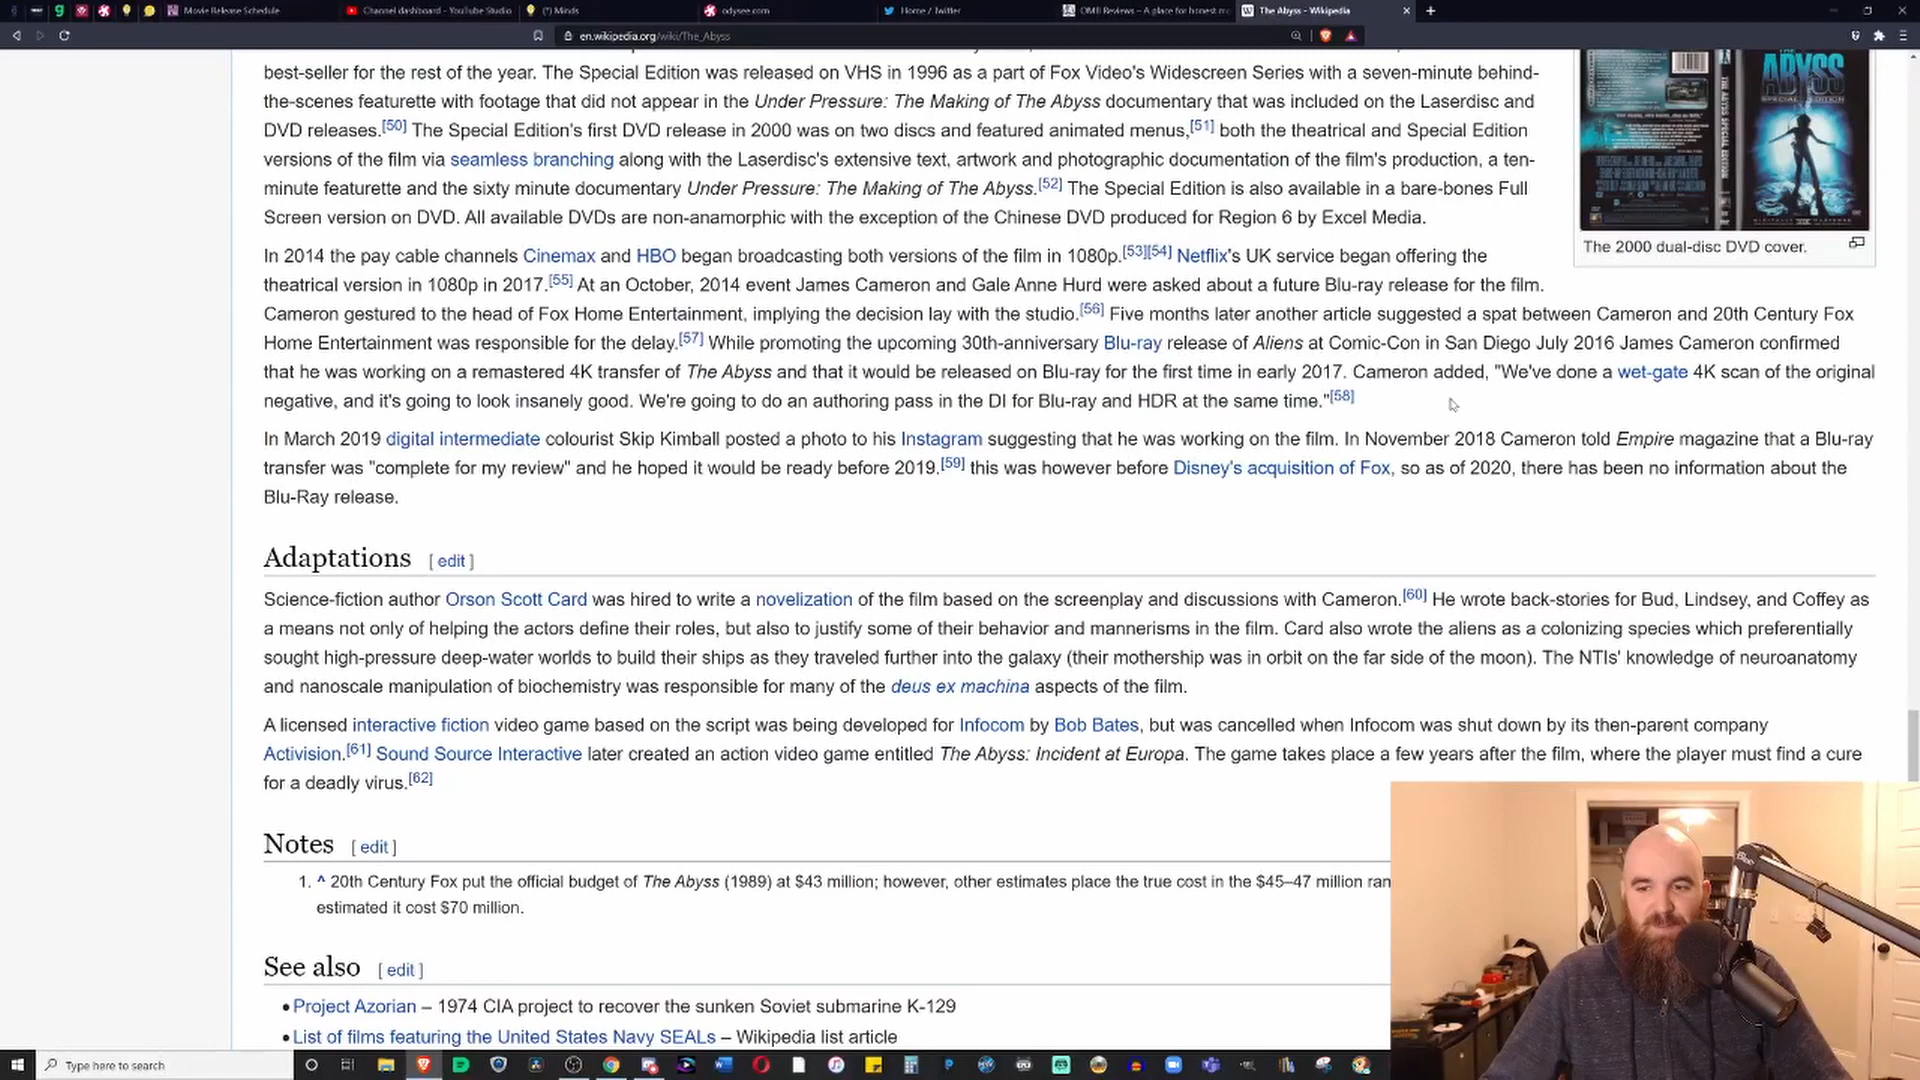 Movie Release Schedule
Channel dashboard - YouTube Studio
(*) Minds
odysee.com
Home / Twitter
OMB Reviews – A place for honest m
The Abyss - Wikipedia
en.wikipedia.org/wiki/The_Abyss
best-seller for the rest of the year. The Special Edition was released on VHS in 1996 as a part of Fox Video's Widescreen Series with a seven-minute behind-
the-scenes featurette with footage that did not appear in the Under Pressure: The Making of The Abyss documentary that was included on the Laserdisc and
DVD releases.[50] The Special Edition's first DVD release in 2000 was on two discs and featured animated menus,[51] both the theatrical and Special Edition
versions of the film via seamless branching along with the Laserdisc's extensive text, artwork and photographic documentation of the film's production, a ten-
minute featurette and the sixty minute documentary Under Pressure: The Making of The Abyss.[52] The Special Edition is also available in a bare-bones Full
Screen version on DVD. All available DVDs are non-anamorphic with the exception of the Chinese DVD produced for Region 6 by Excel Media.
ABYSS
SPECIAL EDITION
The 2000 dual-disc DVD cover.
In 2014 the pay cable channels Cinemax and HBO began broadcasting both versions of the film in 1080p.[53][54] Netflix's UK service began offering the
theatrical version in 1080p in 2017.[55] At an October, 2014 event James Cameron and Gale Anne Hurd were asked about a future Blu-ray release for the film.
Cameron gestured to the head of Fox Home Entertainment, implying the decision lay with the studio.[56] Five months later another article suggested a spat between Cameron and 20th Century Fox
Home Entertainment was responsible for the delay.[57] While promoting the upcoming 30th-anniversary Blu-ray release of Aliens at Comic-Con in San Diego July 2016 James Cameron confirmed
that he was working on a remastered 4K transfer of The Abyss and that it would be released on Blu-ray for the first time in early 2017. Cameron added, "We've done a wet-gate 4K scan of the original
negative, and it's going to look insanely good. We're going to do an authoring pass in the DI for Blu-ray and HDR at the same time."[58]
In March 2019 digital intermediate colourist Skip Kimball posted a photo to his Instagram suggesting that he was working on the film. In November 2018 Cameron told Empire magazine that a Blu-ray
transfer was "complete for my review" and he hoped it would be ready before 2019.[59] this was however before Disney's acquisition of Fox, so as of 2020, there has been no information about the
Blu-Ray release.
Adaptations [ edit ]
Science-fiction author Orson Scott Card was hired to write a novelization of the film based on the screenplay and discussions with Cameron.[60] He wrote back-stories for Bud, Lindsey, and Coffey as
a means not only of helping the actors define their roles, but also to justify some of their behavior and mannerisms in the film. Card also wrote the aliens as a colonizing species which preferentially
sought high-pressure deep-water worlds to build their ships as they traveled further into the galaxy (their mothership was in orbit on the far side of the moon). The NTIs' knowledge of neuroanatomy
and nanoscale manipulation of biochemistry was responsible for many of the deus ex machina aspects of the film.
A licensed interactive fiction video game based on the script was being developed for Infocom by Bob Bates, but was cancelled when Infocom was shut down by its then-parent company
Activision.[61] Sound Source Interactive later created an action video game entitled The Abyss: Incident at Europa. The game takes place a few years after the film, where the player must find a cure
for a deadly virus.[62]
Notes [ edit ]
1. ^ 20th Century Fox put the official budget of The Abyss (1989) at $43 million; however, other estimates place the true cost in the $45–47 million ran
estimated it cost $70 million.
See also [ edit ]
• Project Azorian – 1974 CIA project to recover the sunken Soviet submarine K-129
• List of films featuring the United States Navy SEALs – Wikipedia list article
Type here to search